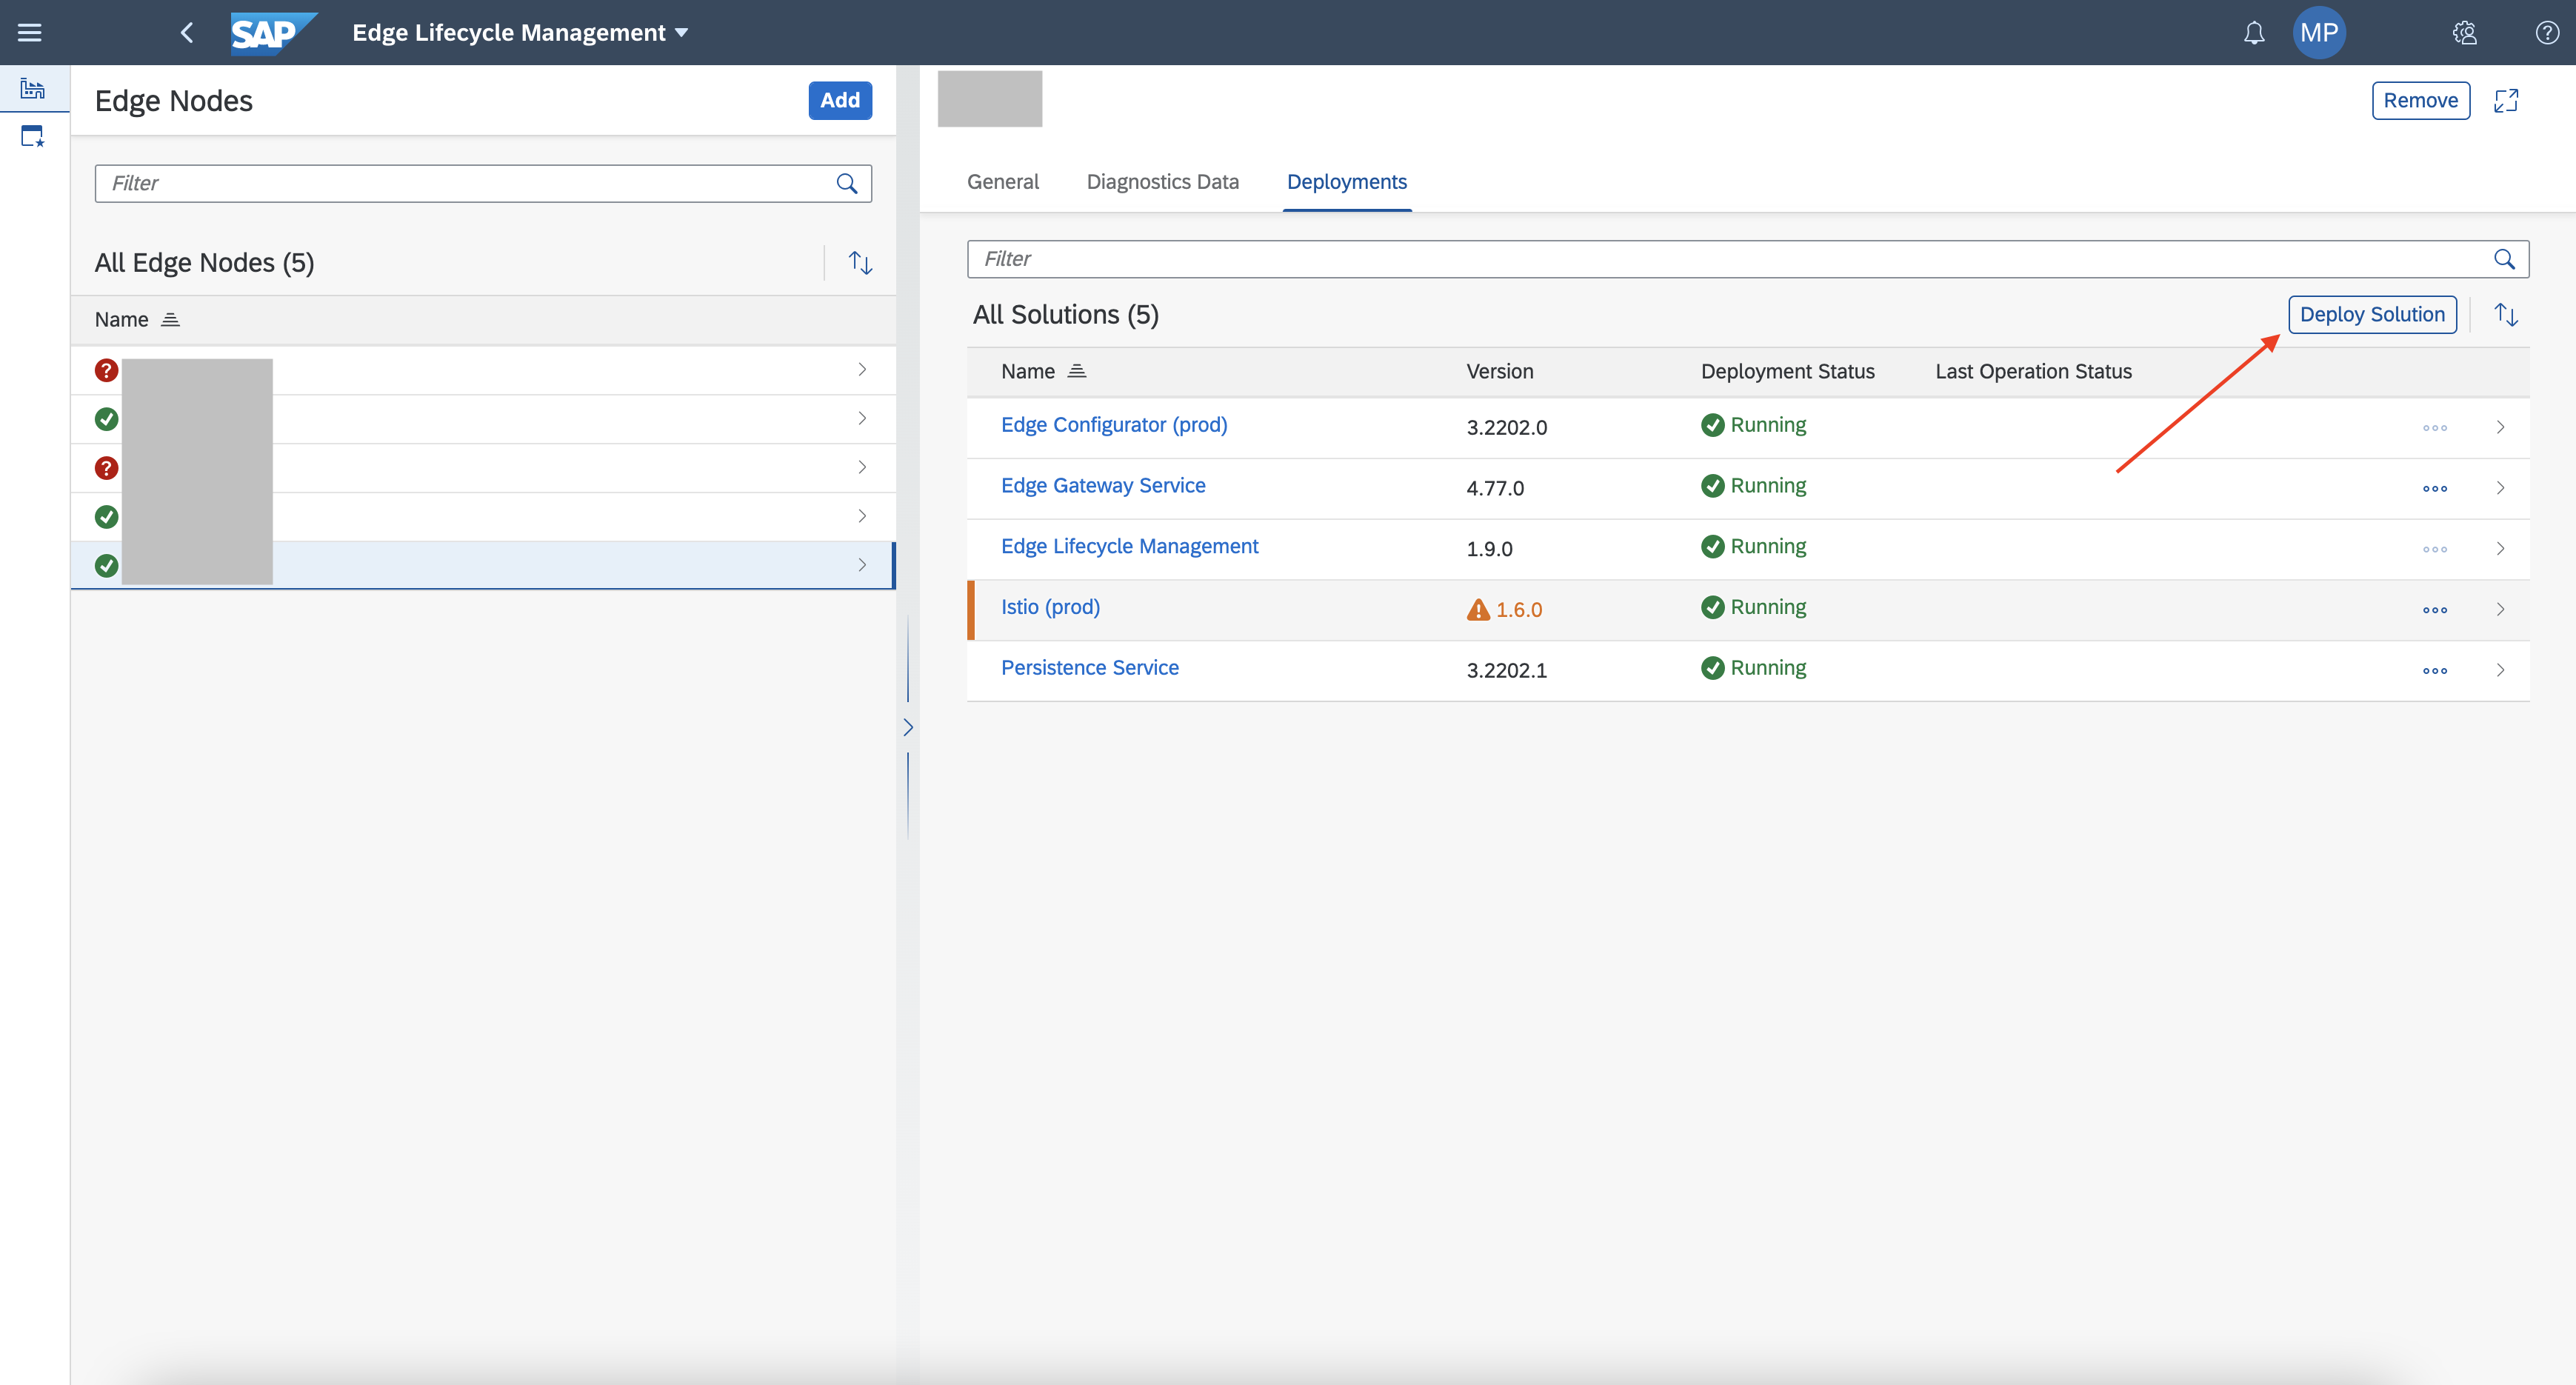 SAP
Edge Lifecycle Management
MP
Edge Nodes
Add
Filter
All Edge Nodes (5)
Name
Remove
General
Diagnostics Data
Deployments
Filter
All Solutions (5)
Deploy Solution
Name Version Deployment Status Last Operation Status
Edge Configurator (prod) 3.2202.0 Running
Edge Gateway Service 4.77.0 Running
Edge Lifecycle Management 1.9.0 Running
Istio (prod) 1.6.0 Running
Persistence Service 3.2202.1 Running